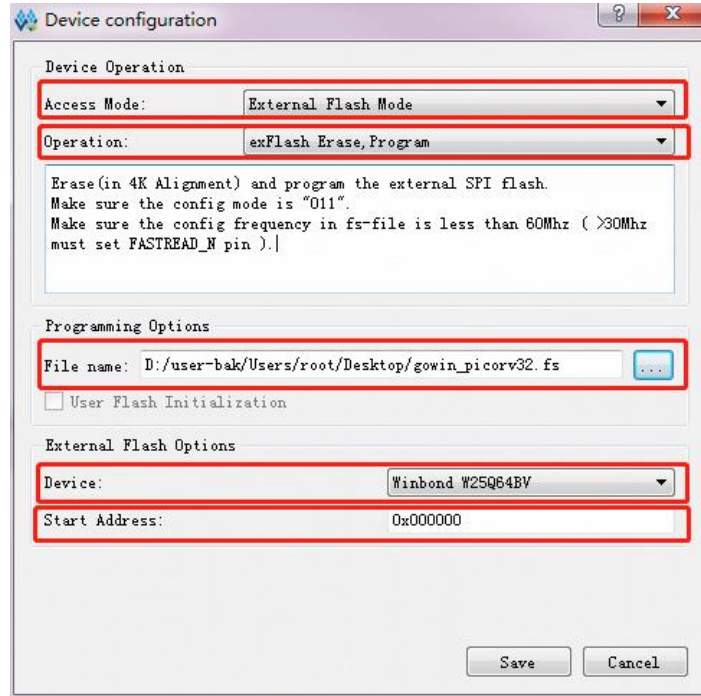 Device configuration
Device Operation
Access Mode: External Flash Mode
Operation: exFlash Erase,Program
Erase(in 4K Alignment) and program the external SPI flash.
Make sure the config mode is "011".
Make sure the config frequency in fs-file is less than 60Mhz ( >30Mhz
must set FASTREAD_N pin ).
Programming Options
File name: D:/user-bak/Users/root/Desktop/gowin_picorv32.fs ...
User Flash Initialization
External Flash Options
Device: Winbond W25Q64BV
Start Address: 0x000000
Save Cancel